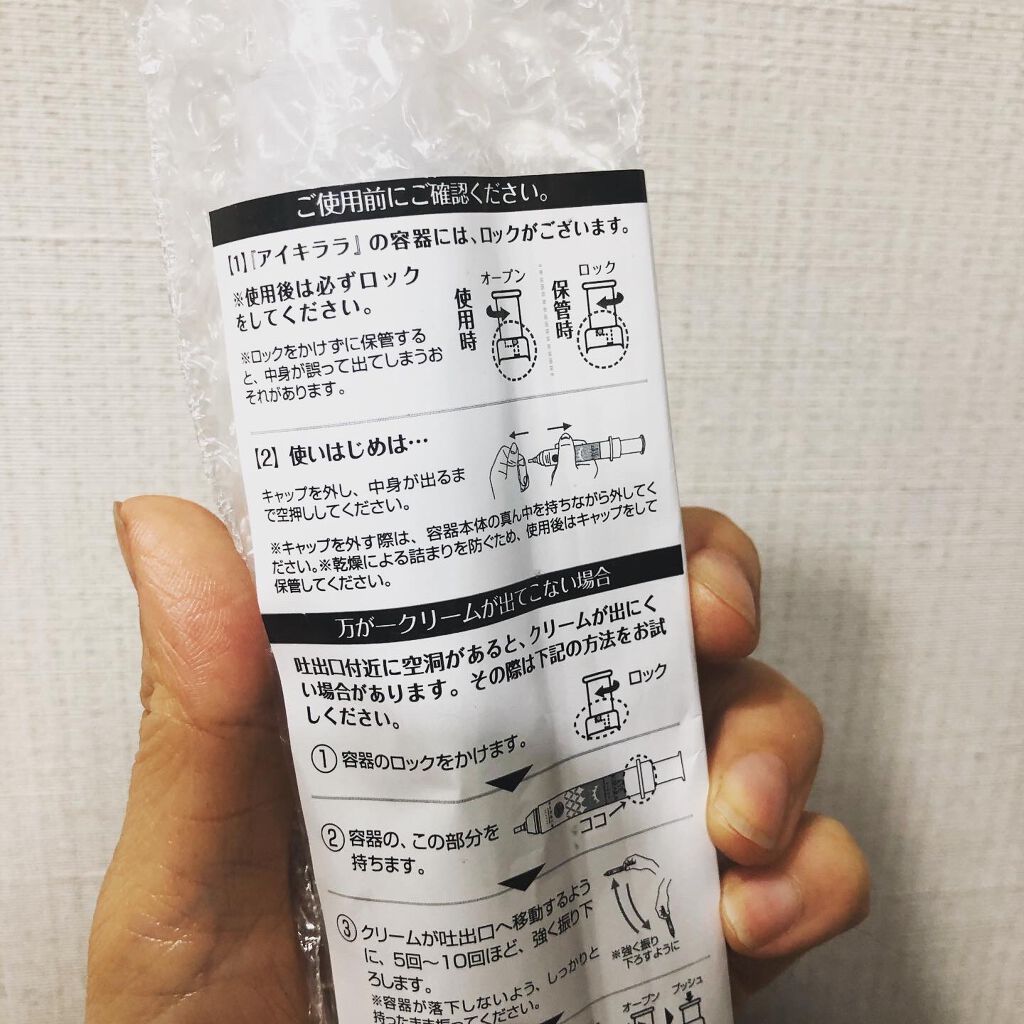 ご使用前にご確認ください。
【1】『アイキララ』の容器には、ロックがございます。
※使用後は必ずロック
をしてください。
※ロックをかけずに保管する
と、中身が誤って出てしまうお
それがあります。
使用時
オープン
保管時
ロック
【2】使いはじめは…
キャップを外し、中身が出るま
で空押ししてください。
※キャップを外す際は、容器本体の真ん中を持ちながら外してく
ださい。※乾燥による詰まりを防ぐため、使用後はキャップをして
保管してください。
万が一クリームが出てこない場合
吐出口付近に空洞があると、クリームが出にく
い場合があります。その際は下記の方法をお試
しください。
ロック
①容器のロックをかけます。
②容器の、この部分を
持ちます。
ココ
③クリームが吐出口へ移動するよう
に、5回〜10回ほど、強く振り下
ろします。
※容器が落下しないよう、しっかりと
持ったまま振ってください。
※強く振り
下ろすように
オープン
プッシュ